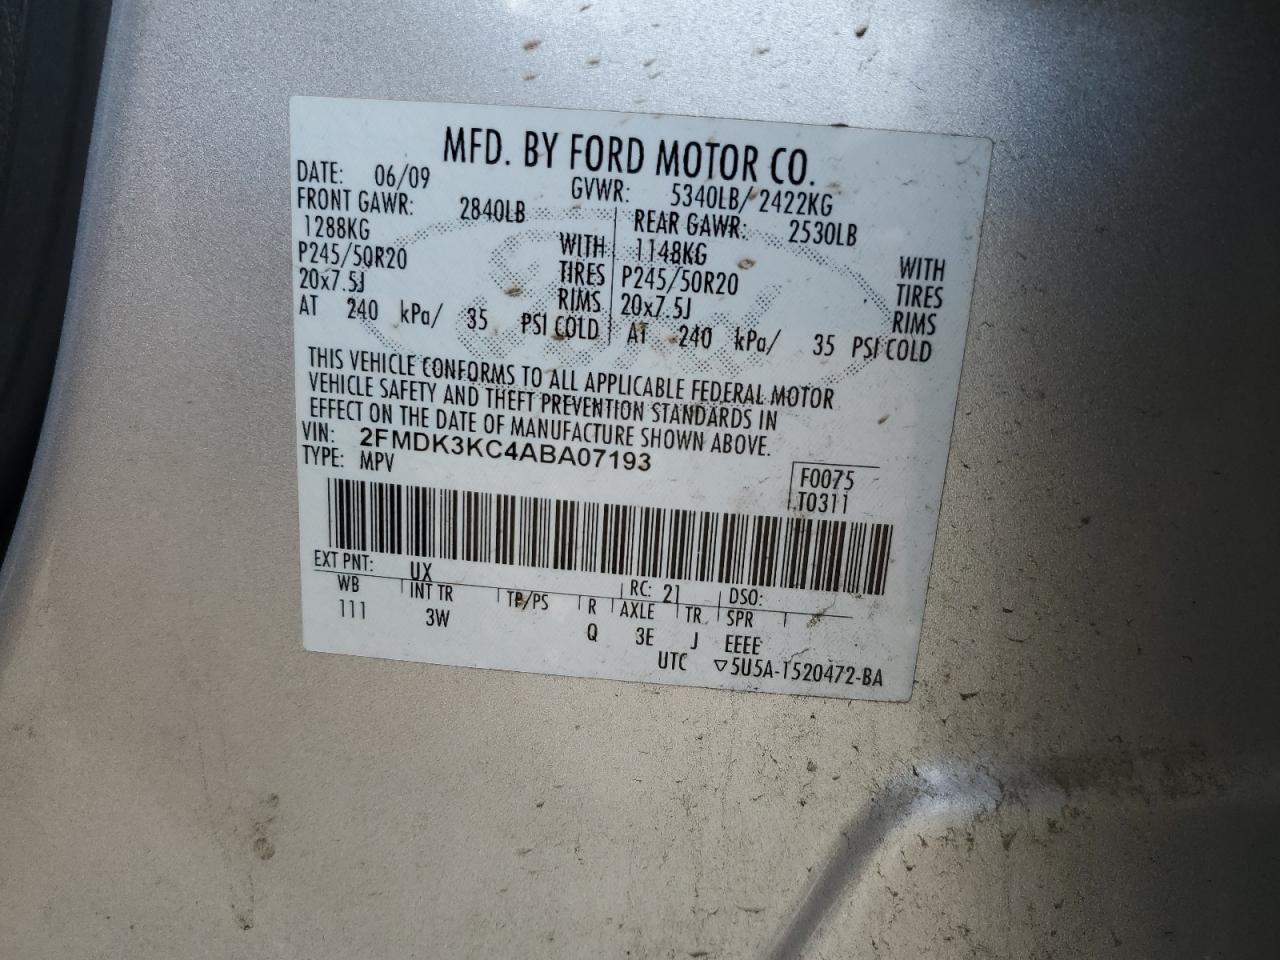 MFD. BY FORD MOTOR CO.
DATE: 06/09 GVWR: 5340LB/ 2422KG
FRONT GAWR: 2840LB REAR GAWR: 2530LB
1288KG WITH 1148KG WITH
P245/50R20 TIRES P245/50R20 TIRES
20x7.5J RIMS 20x7.5J RIMS
AT 240 kPa/ 35 PSI COLD AT 240 kPa/ 35 PSI COLD
THIS VEHICLE CONFORMS TO ALL APPLICABLE FEDERAL MOTOR
VEHICLE SAFETY AND THEFT PREVENTION STANDARDS IN
EFFECT ON THE DATE OF MANUFACTURE SHOWN ABOVE.
VIN: 2FMDK3KC4ABA07193
TYPE: MPV
F0075
T0311
EXT PNT: UX RC: 21 DSO:
WB INT TR TP/PS R AXLE TR SPR
111 3W Q 3E J EEEE
UTC ▽5U5A-1520472-BA